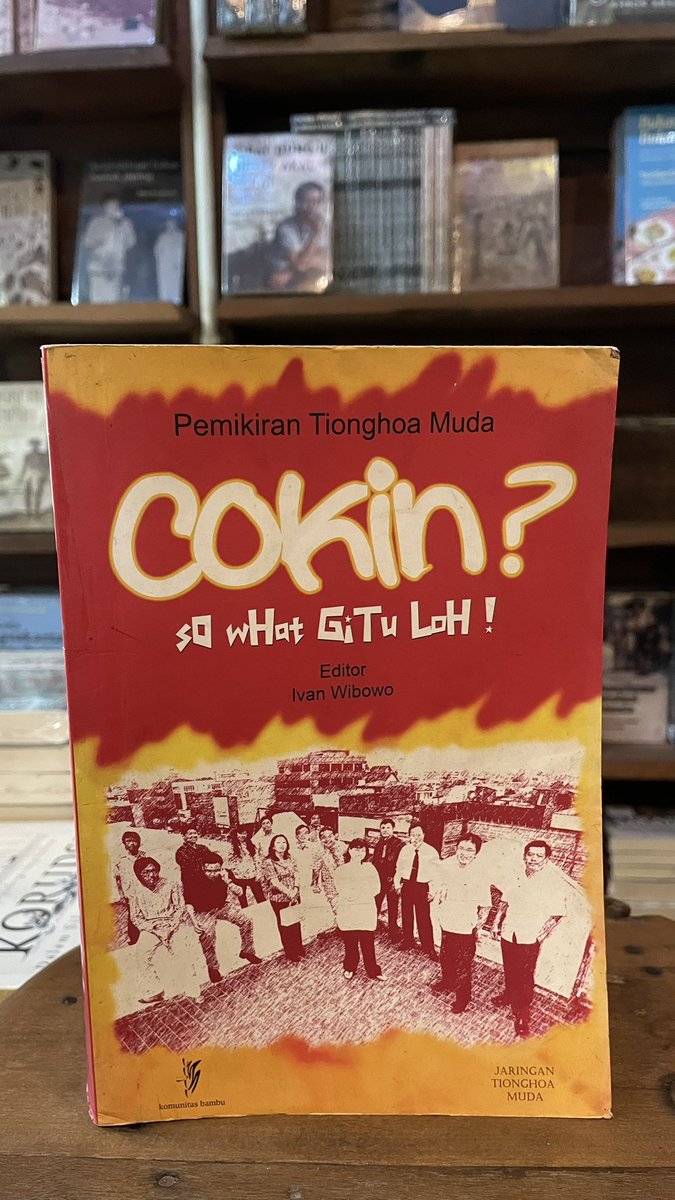 Pemikiran Tionghoa Muda
COKin?
sO wHat GiTu LoH !
Editor
Ivan Wibowo
komunitas bambu
JARINGAN
TIONGHOA
MUDA